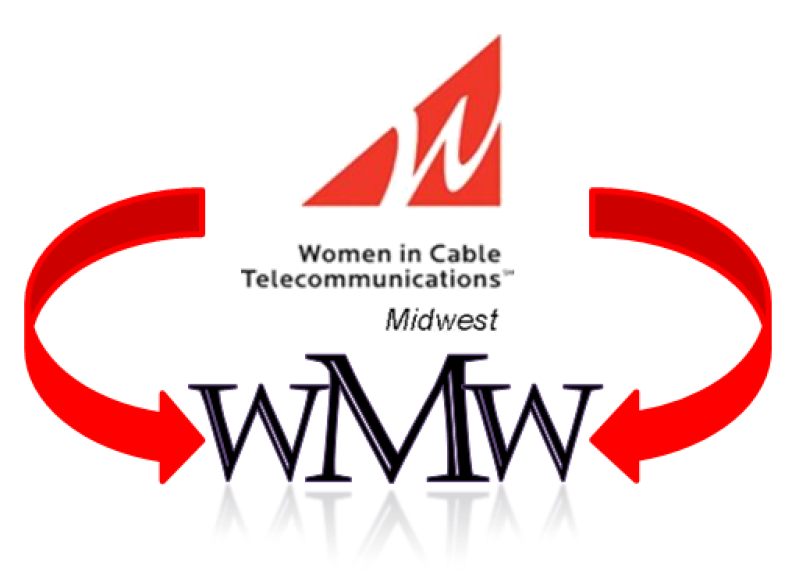 W
Women in Cable
Telecommunications℠
Midwest
WMW